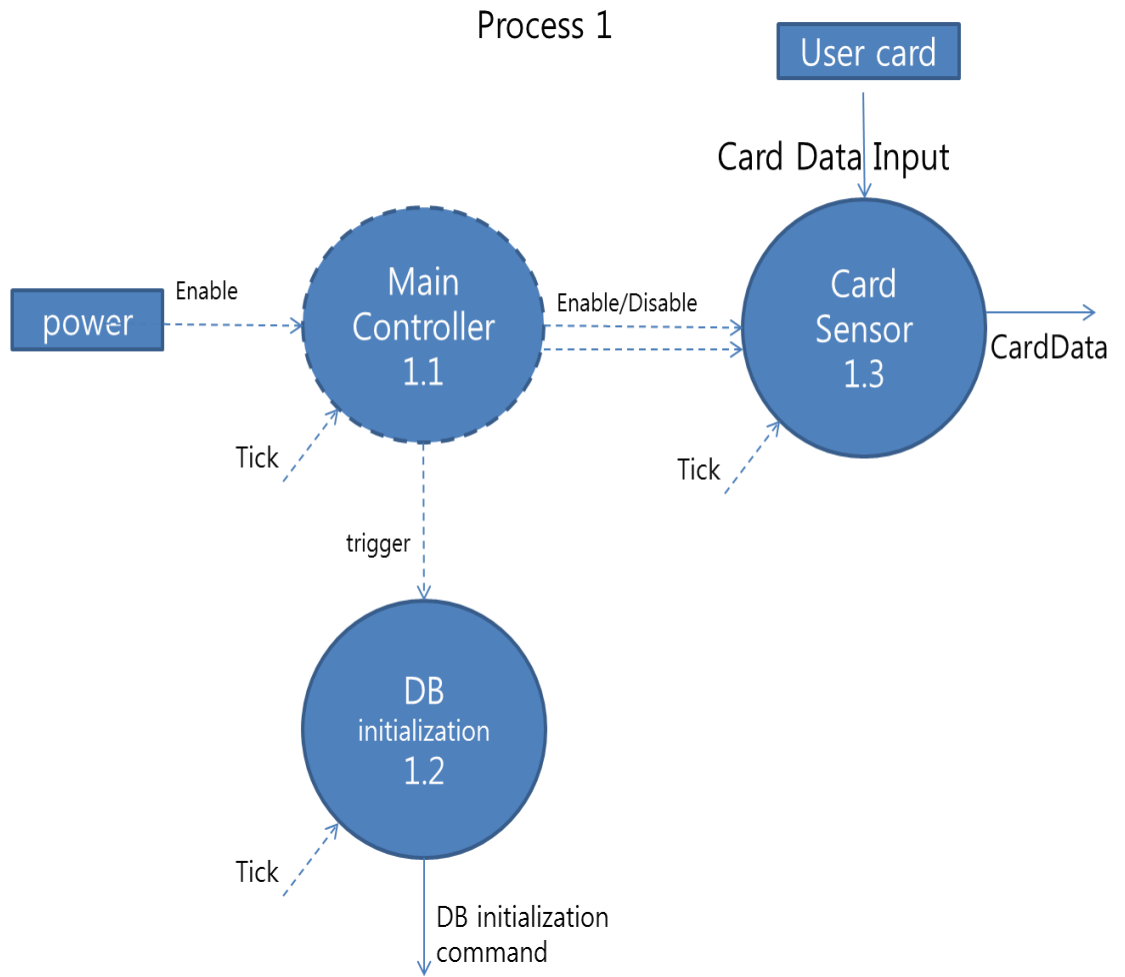 Process 1
User card
Card Data Input
Main
Controller
1.1
Card
Sensor
1.3
Enable
power
Enable/Disable
CardData
Tick
Tick
trigger
DB
initialization
1.2
Tick
DB initialization
command